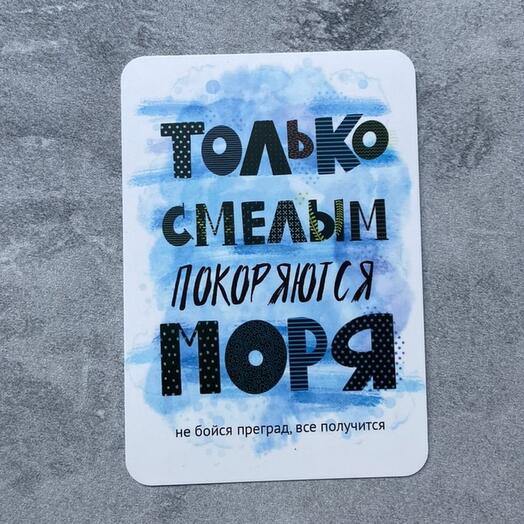 ТОЛЬКО
СМЕЛЫМ
ПОКОРЯЮТСЯ
МОРЯ
не бойся преград, все получится